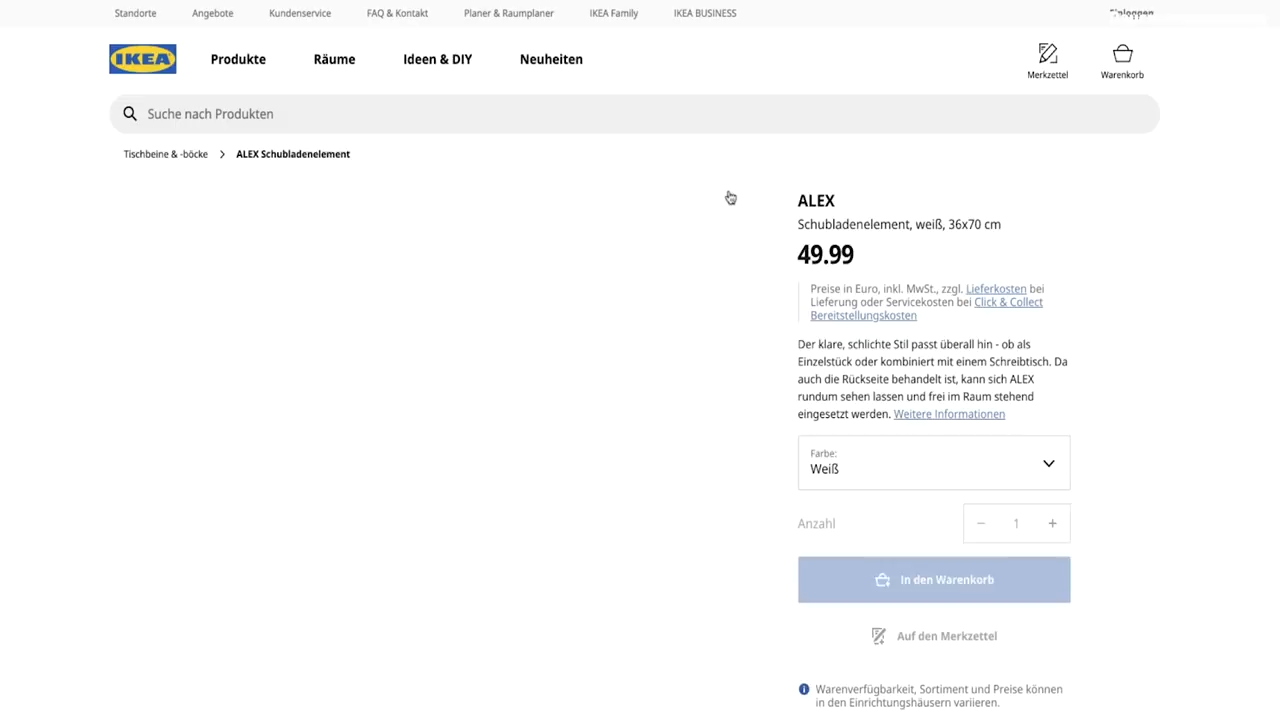 Standorte Angebote Kundenservice FAQ & Kontakt Planer & Raumplaner IKEA Family IKEA BUSINESS
IKEA Produkte Räume Ideen & DIY Neuheiten
Merkzettel Warenkorb
Suche nach Produkten
Tischbeine & -böcke > ALEX Schubladenelement
ALEX
Schubladenelement, weiß, 36x70 cm
49.99
Preise in Euro, inkl. MwSt., zzgl. Lieferkosten bei
Lieferung oder Servicekosten bei Click & Collect
Bereitstellungskosten
Der klare, schlichte Stil passt überall hin - ob als
Einzelstück oder kombiniert mit einem Schreibtisch. Da
auch die Rückseite behandelt ist, kann sich ALEX
rundum sehen lassen und frei im Raum stehend
eingesetzt werden. Weitere Informationen
Farbe:
Weiß
Anzahl − 1 +
In den Warenkorb
Auf den Merkzettel
Warenverfügbarkeit, Sortiment und Preise können
in den Einrichtungshäusern variieren.